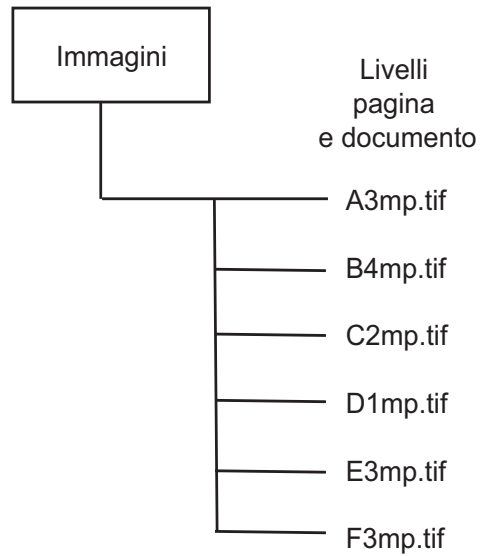 Immagini
Livelli
pagina
e documento
A3mp.tif
B4mp.tif
C2mp.tif
D1mp.tif
E3mp.tif
F3mp.tif